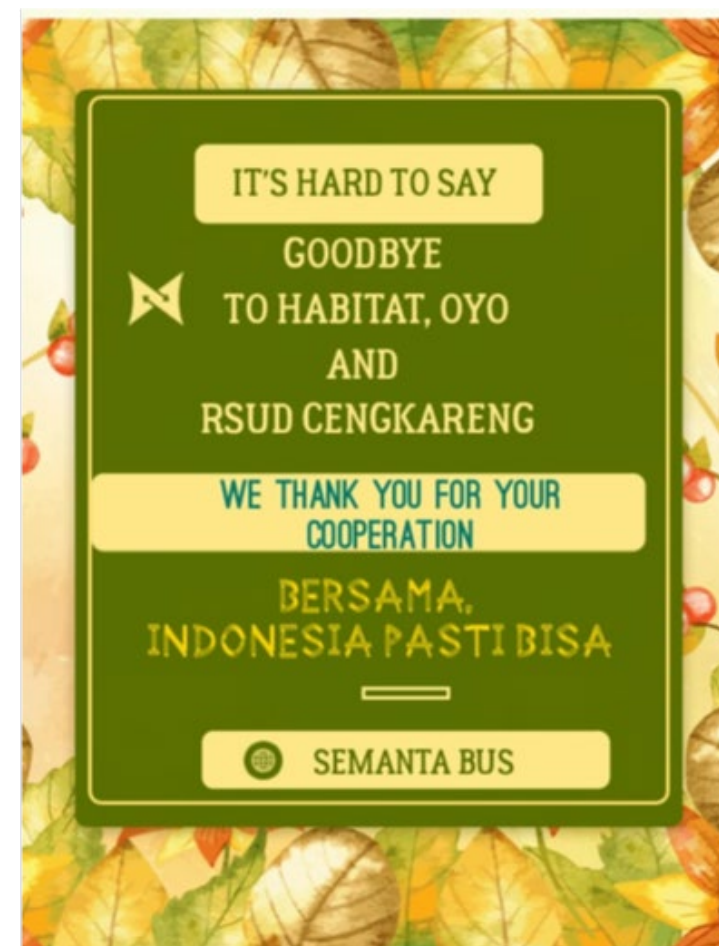 IT'S HARD TO SAY
GOODBYE
TO HABITAT, OYO
AND
RSUD CENGKARENG
WE THANK YOU FOR YOUR
COOPERATION
BERSAMA,
INDONESIA PASTI BISA
SEMANTA BUS